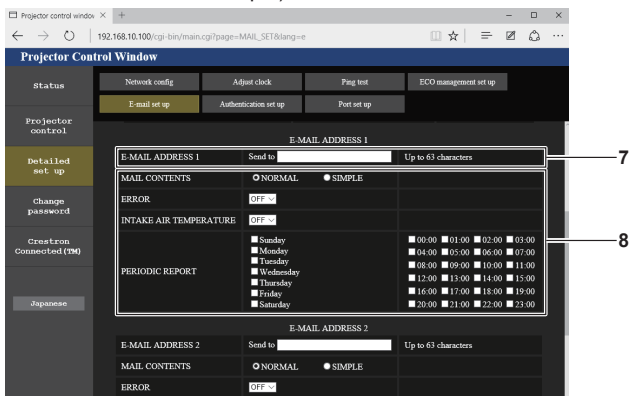 Projector control window
192.168.10.100/cgi-bin/main.cgi?page=MAIL_SET&lang=e
Projector Control Window
Status
Network config
Adjust clock
Ping test
ECO management set up
E-mail set up
Authentication set up
Port set up
Projector
control
Detailed
set up
Change
password
Crestron
Connected(TM)
Japanese
E-MAIL ADDRESS 1
E-MAIL ADDRESS 1 Send to Up to 63 characters
7
MAIL CONTENTS NORMAL SIMPLE
ERROR OFF
INTAKE AIR TEMPERATURE OFF
8
PERIODIC REPORT
Sunday
Monday
Tuesday
Wednesday
Thursday
Friday
Saturday
00:00 01:00 02:00 03:00
04:00 05:00 06:00 07:00
08:00 09:00 10:00 11:00
12:00 13:00 14:00 15:00
16:00 17:00 18:00 19:00
20:00 21:00 22:00 23:00
E-MAIL ADDRESS 2
E-MAIL ADDRESS 2 Send to Up to 63 characters
MAIL CONTENTS NORMAL SIMPLE
ERROR OFF